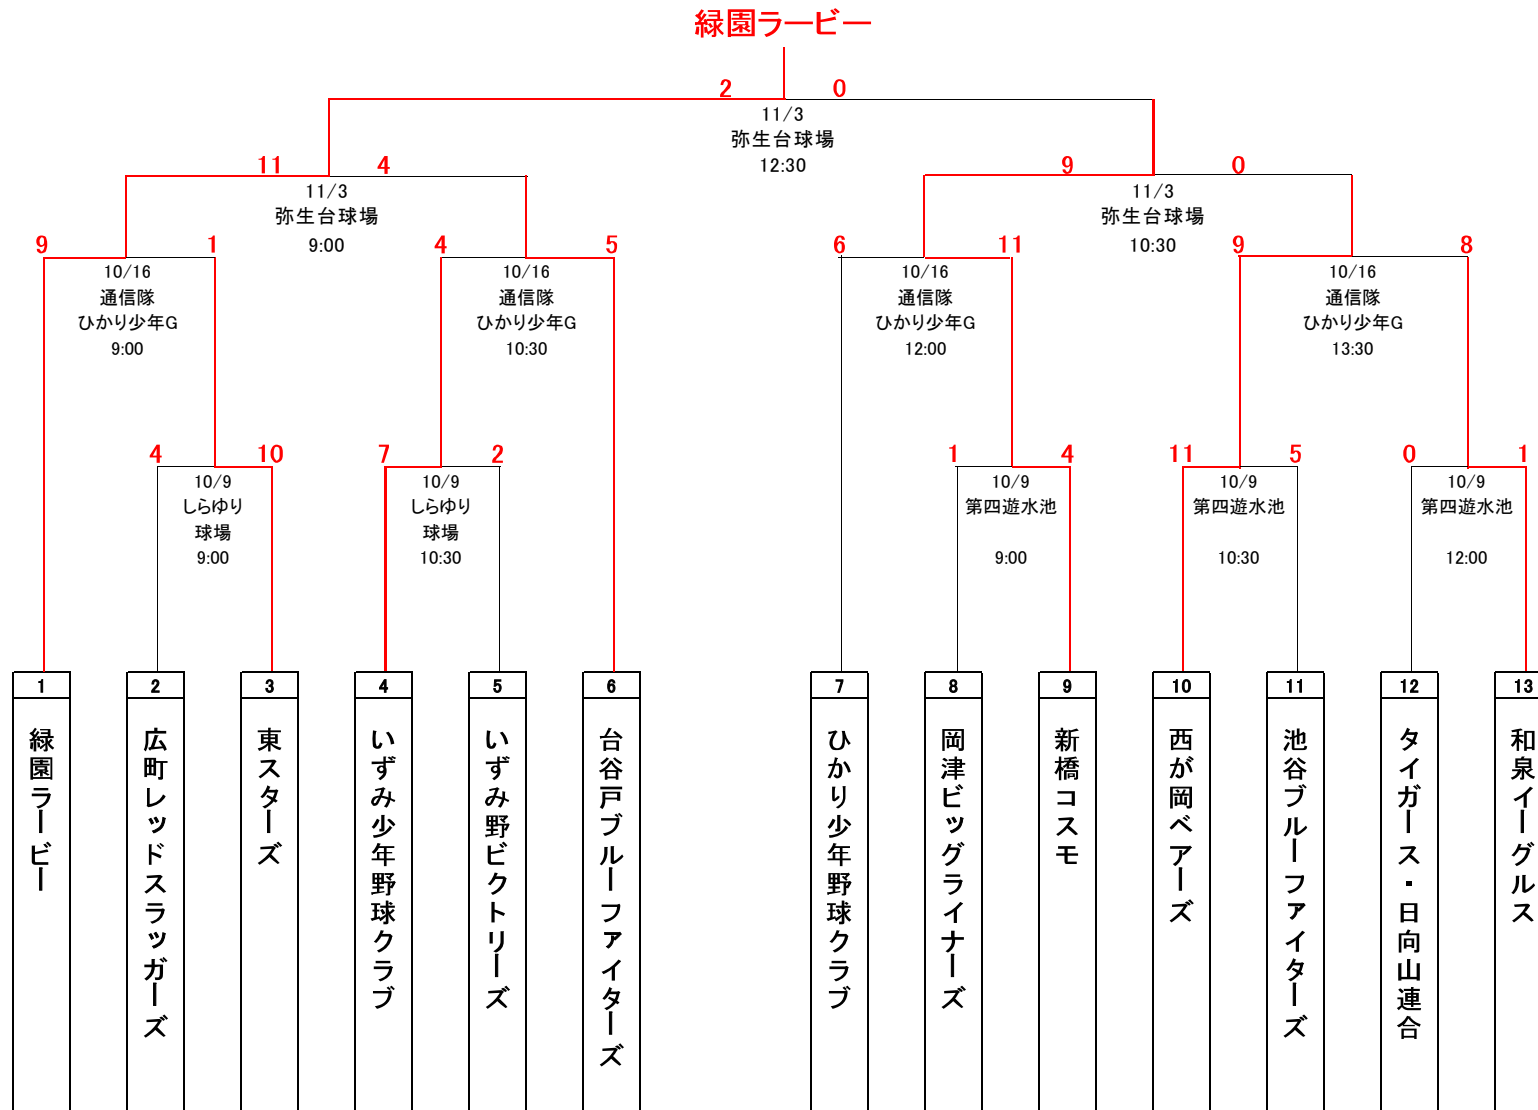 緑園ラービー
2 0
11/3
弥生台球場
12:30
11 4
11/3
弥生台球場
9:00
9 0
11/3
弥生台球場
10:30
9 1
10/16
通信隊
ひかり少年G
9:00
4 5
10/16
通信隊
ひかり少年G
10:30
6 11
10/16
通信隊
ひかり少年G
12:00
9 8
10/16
通信隊
ひかり少年G
13:30
4 10
10/9
しらゆり
球場
9:00
7 2
10/9
しらゆり
球場
10:30
1 4
10/9
第四遊水池
9:00
11 5
10/9
第四遊水池
10:30
0 1
10/9
第四遊水池
12:00
1
緑園ラービー
2
広町レッドスラッガーズ
3
東スターズ
4
いずみ少年野球クラブ
5
いずみ野ビクトリーズ
6
台谷戸ブルーファイターズ
7
ひかり少年野球クラブ
8
岡津ビッグライナーズ
9
新橋コスモ
10
西が岡ベアーズ
11
池谷ブルーファイターズ
12
タイガース・日向山連合
13
和泉イーグルス